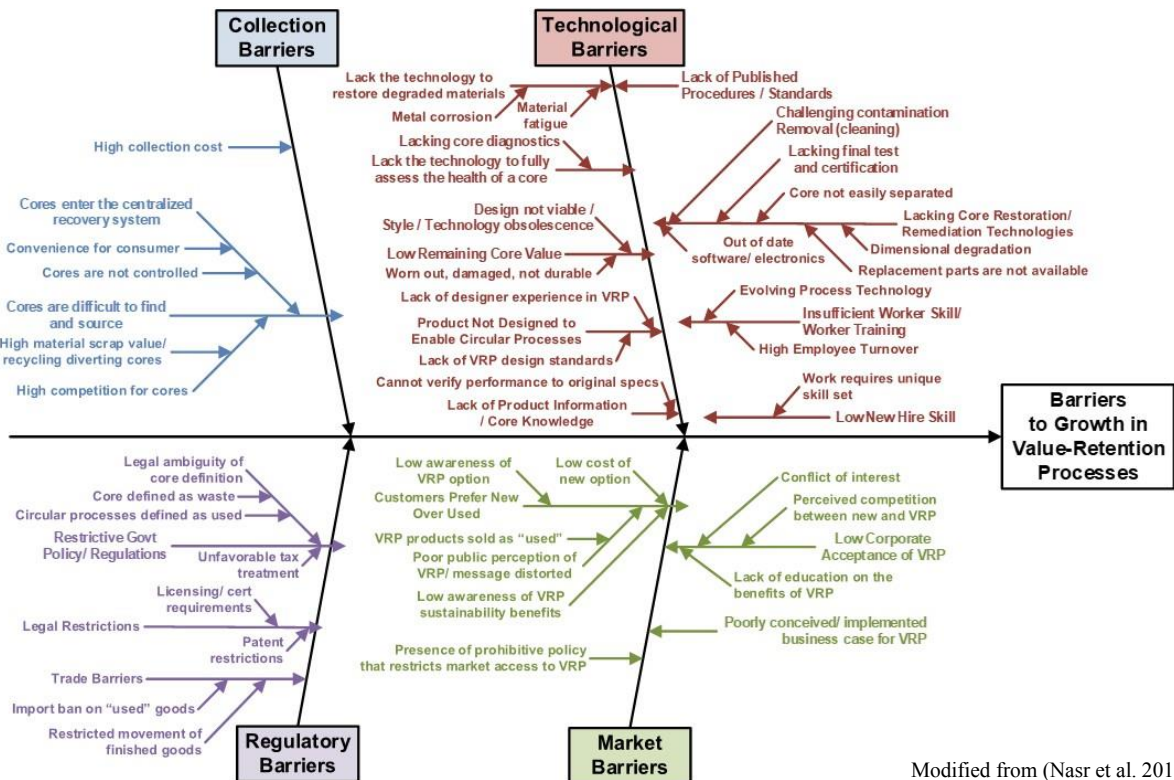 Collection
Barriers
Technological
Barriers
Lack the technology to
restore degraded materials
Metal corrosion
Material
fatigue
Lack of Published
Procedures / Standards
Challenging contamination
Removal (cleaning)
High collection cost
Lacking core diagnostics
Lack the technology to fully
assess the health of a core
Lacking final test
and certification
Core not easily separated
Cores enter the centralized
recovery system
Convenience for consumer
Cores are not controlled
Cores are difficult to find
and source
High material scrap value/
recycling diverting cores
High competition for cores
Design not viable /
Style / Technology obsolescence
Low Remaining Core Value
Worn out, damaged, not durable
Out of date
software/ electronics
Lacking Core Restoration/
Remediation Technologies
Dimensional degradation
Replacement parts are not available
Lack of designer experience in VRP
Product Not Designed to
Enable Circular Processes
Lack of VRP design standards
Evolving Process Technology
Insufficient Worker Skill/
Worker Training
High Employee Turnover
Cannot verify performance to original specs
Lack of Product Information
/ Core Knowledge
Work requires unique
skill set
Low New Hire Skill
Barriers
to Growth in
Value-Retention
Processes
Legal ambiguity of
core definition
Core defined as waste
Circular processes defined as used
Restrictive Govt
Policy/ Regulations
Unfavorable tax
treatment
Licensing/ cert
requirements
Legal Restrictions
Patent
restrictions
Trade Barriers
Import ban on “used” goods
Restricted movement of
finished goods
Regulatory
Barriers
Low awareness of
VRP option
Low cost of
new option
Customers Prefer New
Over Used
VRP products sold as “used”
Poor public perception of
VRP/ message distorted
Low awareness of VRP
sustainability benefits
Conflict of interest
Perceived competition
between new and VRP
Low Corporate
Acceptance of VRP
Lack of education on the
benefits of VRP
Poorly conceived/ implemented
business case for VRP
Presence of prohibitive policy
that restricts market access to VRP
Market
Barriers
Modified from (Nasr et al. 201